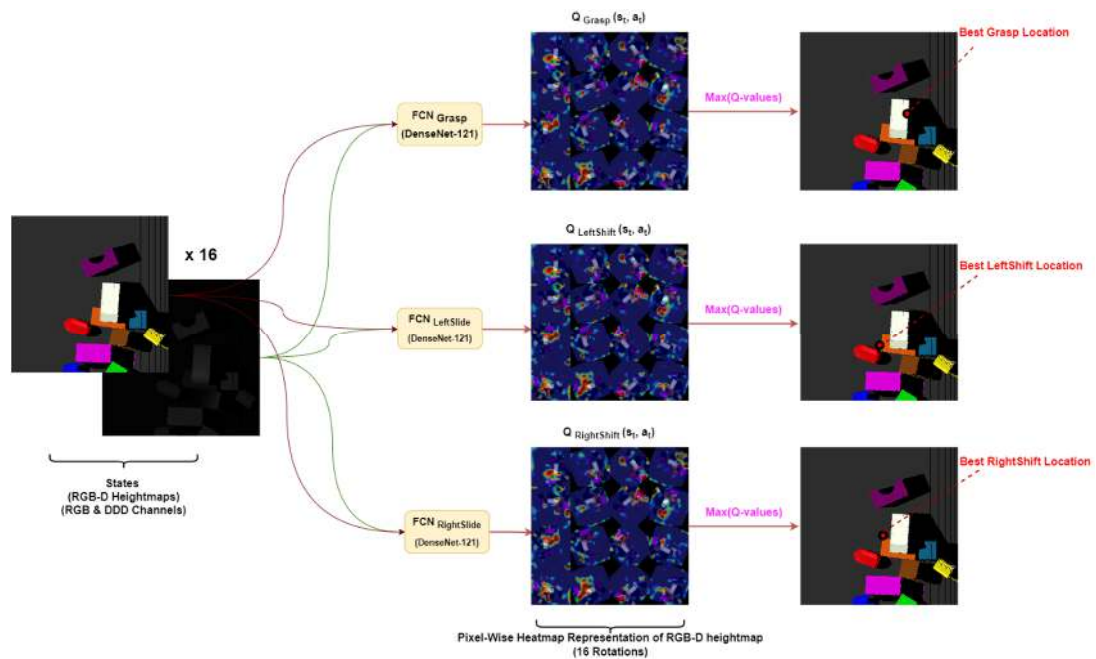 Q Grasp (st, at)
Best Grasp Location
FCN Grasp
(DenseNet-121)
Max(Q-values)
x 16
Q LeftShift (st, at)
Best LeftShift Location
FCN LeftSlide
(DenseNet-121)
Max(Q-values)
Q RightShift (st, at)
Best RightShift Location
States
(RGB-D Heightmaps)
(RGB & DDD Channels)
FCN RightSlide
(DenseNet-121)
Max(Q-values)
Pixel-Wise Heatmap Representation of RGB-D heightmap
(16 Rotations)